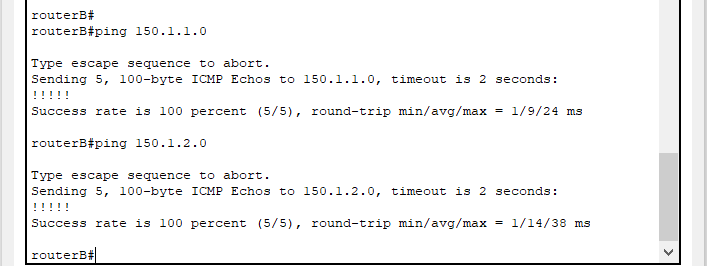 routerB#
routerB#ping 150.1.1.0
Type escape sequence to abort.
Sending 5, 100-byte ICMP Echos to 150.1.1.0, timeout is 2 seconds:
!!!!!
Success rate is 100 percent (5/5), round-trip min/avg/max = 1/9/24 ms
routerB#ping 150.1.2.0
Type escape sequence to abort.
Sending 5, 100-byte ICMP Echos to 150.1.2.0, timeout is 2 seconds:
!!!!!
Success rate is 100 percent (5/5), round-trip min/avg/max = 1/14/38 ms
routerB#